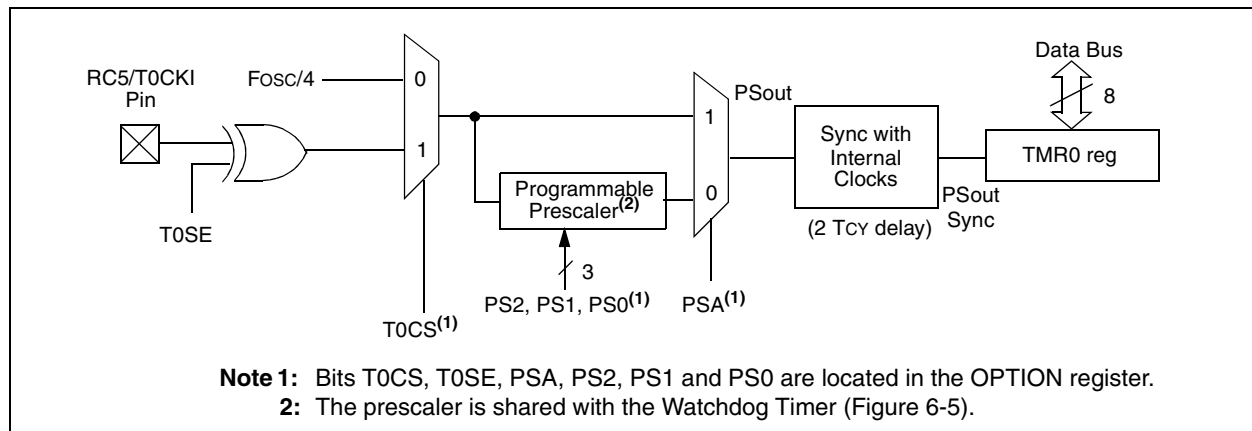 Data Bus
RC5/T0CKI
Pin
FOSC/4
0
1
T0SE
T0CS(1)
Programmable
Prescaler(2)
3
PS2, PS1, PS0(1)
1
0
PSA(1)
PSout
Sync with
Internal
Clocks
(2 TCY delay)
PSout
Sync
8
TMR0 reg
Note 1: Bits T0CS, T0SE, PSA, PS2, PS1 and PS0 are located in the OPTION register.
2: The prescaler is shared with the Watchdog Timer (Figure 6-5).